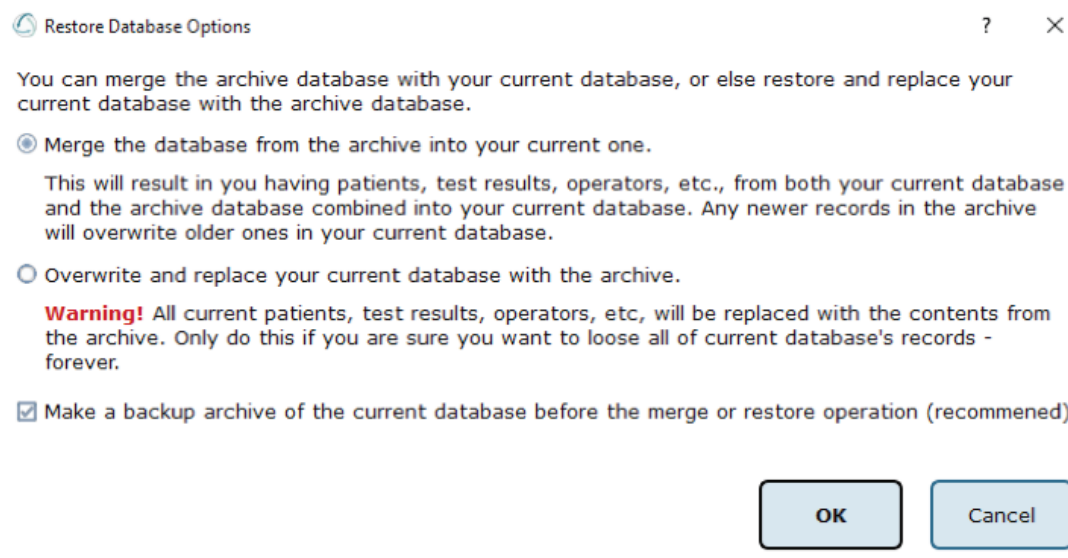 Restore Database Options
?
You can merge the archive database with your current database, or else restore and replace your
current database with the archive database.
Merge the database from the archive into your current one.
This will result in you having patients, test results, operators, etc., from both your current database
and the archive database combined into your current database. Any newer records in the archive
will overwrite older ones in your current database.
Overwrite and replace your current database with the archive.
Warning! All current patients, test results, operators, etc, will be replaced with the contents from
the archive. Only do this if you are sure you want to loose all of current database's records -
forever.
Make a backup archive of the current database before the merge or restore operation (recommened)
OK
Cancel